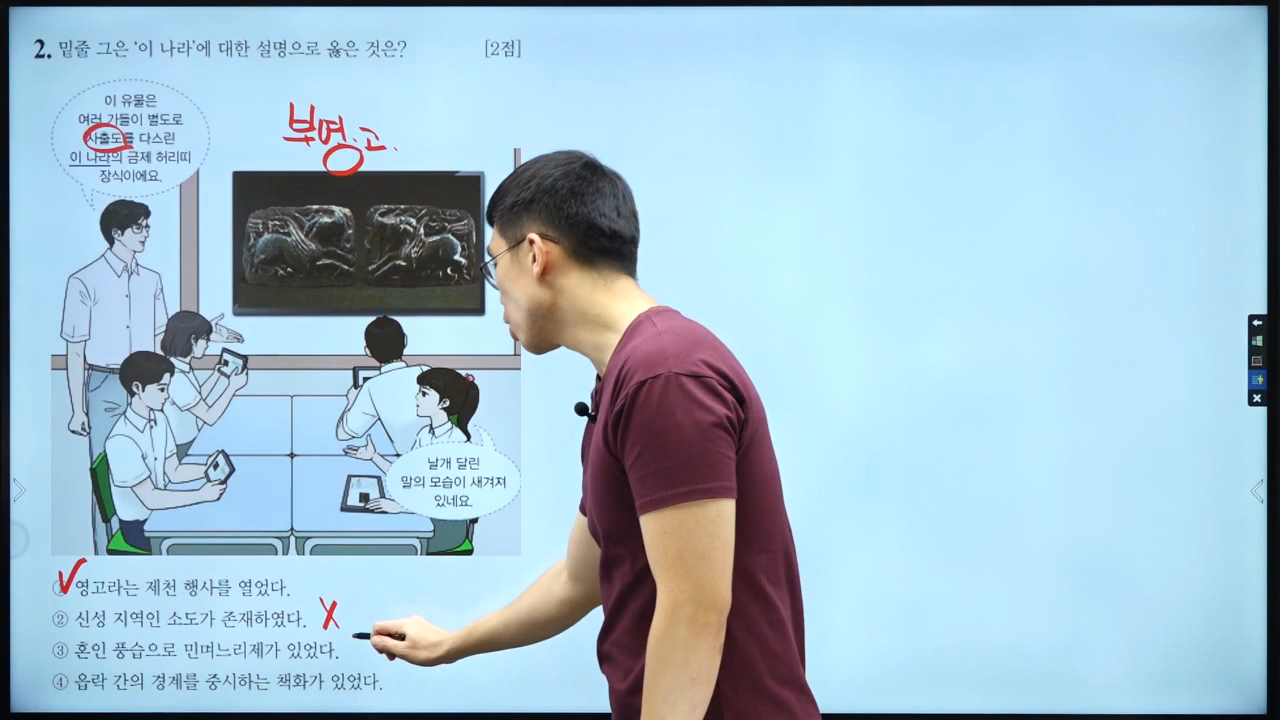 2. 밑줄 그은 '이 나라'에 대한 설명으로 옳은 것은? [2점]
이 유물은
여러 가들이 별도로
사출도를 다스린
이 나라의 금제 허리띠
장식이에요.
부여.영.고.
날개 달린
말의 모습이 새겨져
있네요.
① 영고라는 제천 행사를 열었다.
② 신성 지역인 소도가 존재하였다. X
③ 혼인 풍습으로 민며느리제가 있었다.
④ 읍락 간의 경계를 중시하는 책화가 있었다.